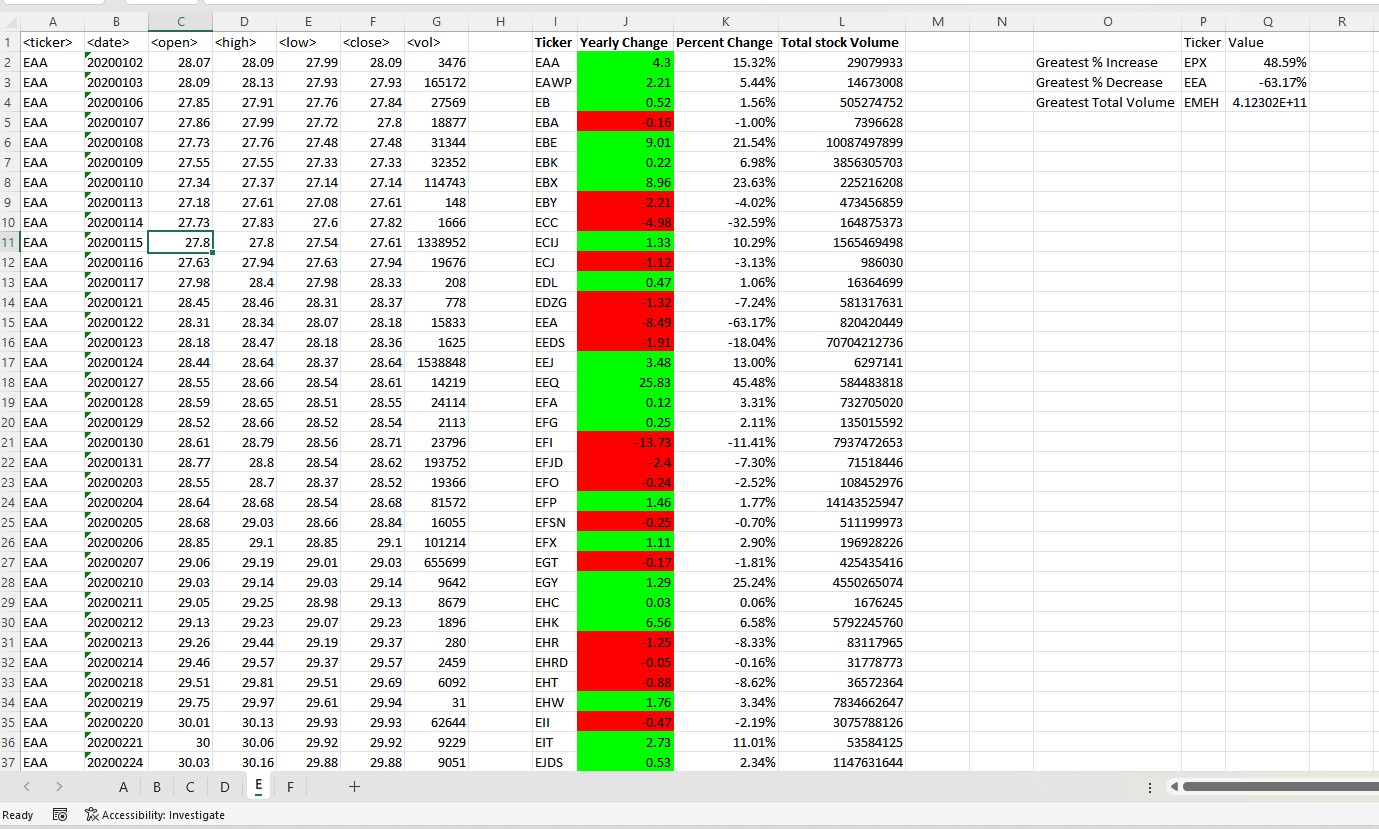 A B C D E F G H I J K L M N O P Q R
1 <ticker> <date> <open> <high> <low> <close> <vol> Ticker Yearly Change Percent Change Total stock Volume Ticker Value
2 EAA 20200102 28.07 28.09 27.99 28.09 3476 EAA 4.3 15.32% 29079933 Greatest % Increase EPX 48.59%
3 EAA 20200103 28.09 28.13 27.93 27.93 165172 EAWP 2.21 5.44% 14673008 Greatest % Decrease EEA -63.17%
4 EAA 20200106 27.85 27.91 27.76 27.84 27569 EB 0.52 1.56% 505274752 Greatest Total Volume EMEH 4.12302E+11
5 EAA 20200107 27.86 27.99 27.72 27.8 18877 EBA -0.16 -1.00% 7396628
6 EAA 20200108 27.73 27.76 27.48 27.48 31344 EBE 9.01 21.54% 10087497899
7 EAA 20200109 27.55 27.55 27.33 27.33 32352 EBK 0.22 6.98% 3856305703
8 EAA 20200110 27.34 27.37 27.14 27.14 114743 EBX 8.96 23.63% 225216208
9 EAA 20200113 27.18 27.61 27.08 27.61 148 EBY -2.21 -4.02% 473456859
10 EAA 20200114 27.73 27.83 27.6 27.82 1666 ECC -4.98 -32.59% 164875373
11 EAA 20200115 27.8 27.8 27.54 27.61 1338952 ECIJ 1.33 10.29% 1565469498
12 EAA 20200116 27.63 27.94 27.63 27.94 19676 ECJ -1.12 -3.13% 986030
13 EAA 20200117 27.98 28.4 27.98 28.33 208 EDL 0.47 1.06% 16364699
14 EAA 20200121 28.45 28.46 28.31 28.37 778 EDZG -1.32 -7.24% 581317631
15 EAA 20200122 28.31 28.34 28.07 28.18 15833 EEA -8.49 -63.17% 820420449
16 EAA 20200123 28.18 28.47 28.18 28.36 1625 EEDS -1.91 -18.04% 70704212736
17 EAA 20200124 28.44 28.64 28.37 28.64 1538848 EEJ 3.48 13.00% 6297141
18 EAA 20200127 28.55 28.66 28.54 28.61 14219 EEQ 25.83 45.48% 584483818
19 EAA 20200128 28.59 28.65 28.51 28.55 24114 EFA 0.12 3.31% 732705020
20 EAA 20200129 28.52 28.66 28.52 28.54 2113 EFG 0.25 2.11% 135015592
21 EAA 20200130 28.61 28.79 28.56 28.71 23796 EFI -13.73 -11.41% 7937472653
22 EAA 20200131 28.77 28.8 28.54 28.62 193752 EFJD -2.4 -7.30% 71518446
23 EAA 20200203 28.55 28.7 28.37 28.52 19366 EFO -0.24 -2.52% 108452976
24 EAA 20200204 28.64 28.68 28.54 28.68 81572 EFP 1.46 1.77% 14143525947
25 EAA 20200205 28.68 29.03 28.66 28.84 16055 EFSN -0.25 -0.70% 511199973
26 EAA 20200206 28.85 29.1 28.85 29.1 101214 EFX 1.11 2.90% 196928226
27 EAA 20200207 29.06 29.19 29.01 29.03 655699 EGT -0.17 -1.81% 425435416
28 EAA 20200210 29.03 29.14 29.03 29.14 9642 EGY 1.29 25.24% 4550265074
29 EAA 20200211 29.05 29.25 28.98 29.13 8679 EHC 0.03 0.06% 1676245
30 EAA 20200212 29.13 29.23 29.07 29.23 1896 EHK 6.56 6.58% 5792245760
31 EAA 20200213 29.26 29.44 29.19 29.37 280 EHR -1.25 -8.33% 83117965
32 EAA 20200214 29.46 29.57 29.37 29.57 2459 EHRD -0.05 -0.16% 31778773
33 EAA 20200218 29.51 29.81 29.51 29.69 6092 EHT -0.88 -8.62% 36572364
34 EAA 20200219 29.75 29.97 29.61 29.94 31 EHW 1.76 3.34% 7834662647
35 EAA 20200220 30.01 30.13 29.93 29.93 62644 EII -0.47 -2.19% 3075788126
36 EAA 20200221 30 30.06 29.92 29.92 9229 EIT 2.73 11.01% 53584125
37 EAA 20200224 30.03 30.16 29.88 29.88 9051 EJDS 0.53 2.34% 1147631644
A B C D E F +
Ready Accessibility: Investigate